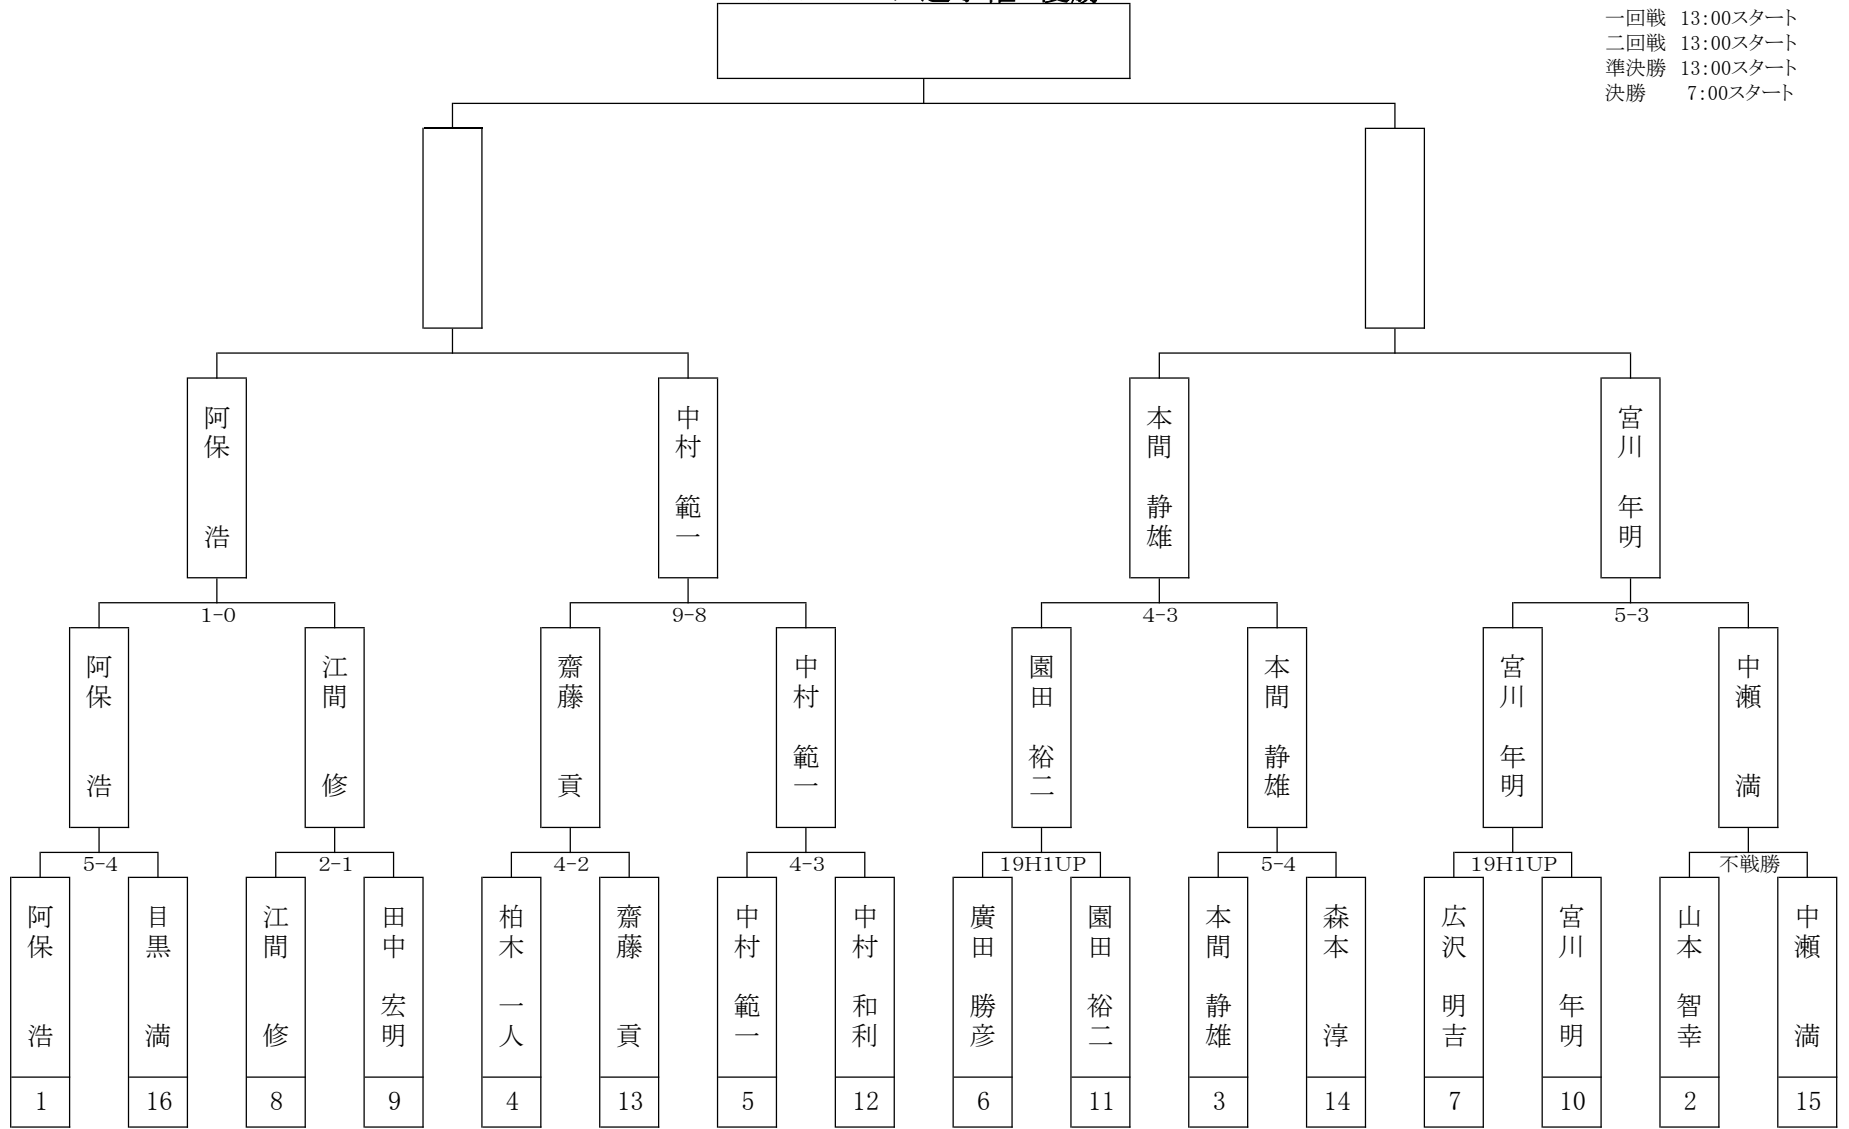 一回戦 13:00スタート
二回戦 13:00スタート
準決勝 13:00スタート
決勝 7:00スタート
阿保 浩
中村 範一
本間 静雄
宮川 年明
1-0
9-8
4-3
5-3
阿保 浩
江間 修
齋藤 貢
中村 範一
園田 裕二
本間 静雄
宮川 年明
中瀬 満
5-4
2-1
4-2
4-3
19H1UP
5-4
19H1UP
不戦勝
阿保 浩
目黒 満
江間 修
田中 宏明
柏木 一人
齋藤 貢
中村 範一
中村 和利
廣田 勝彦
園田 裕二
本間 静雄
森本 淳
広沢 明吉
宮川 年明
山本 智幸
中瀬 満
1
16
8
9
4
13
5
12
6
11
3
14
7
10
2
15